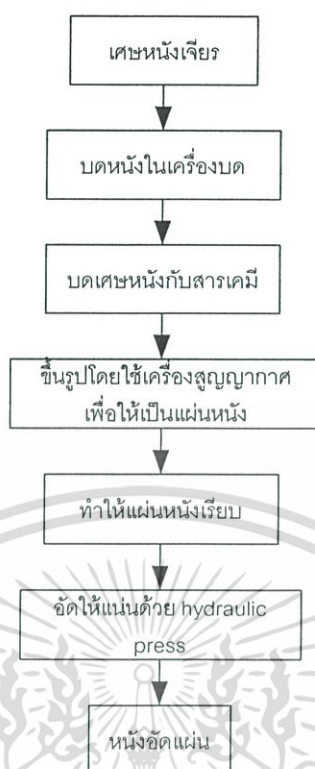 เศษหนังเจียร
บดหนังในเครื่องบด
บดเศษหนังกับสารเคมี
ขึ้นรูปโดยใช้เครื่องสูญญากาศ
เพื่อให้เป็นแผ่นหนัง
ทำให้แผ่นหนังเรียบ
อัดให้แน่นด้วย hydraulic
press
หนังอัดแผ่น